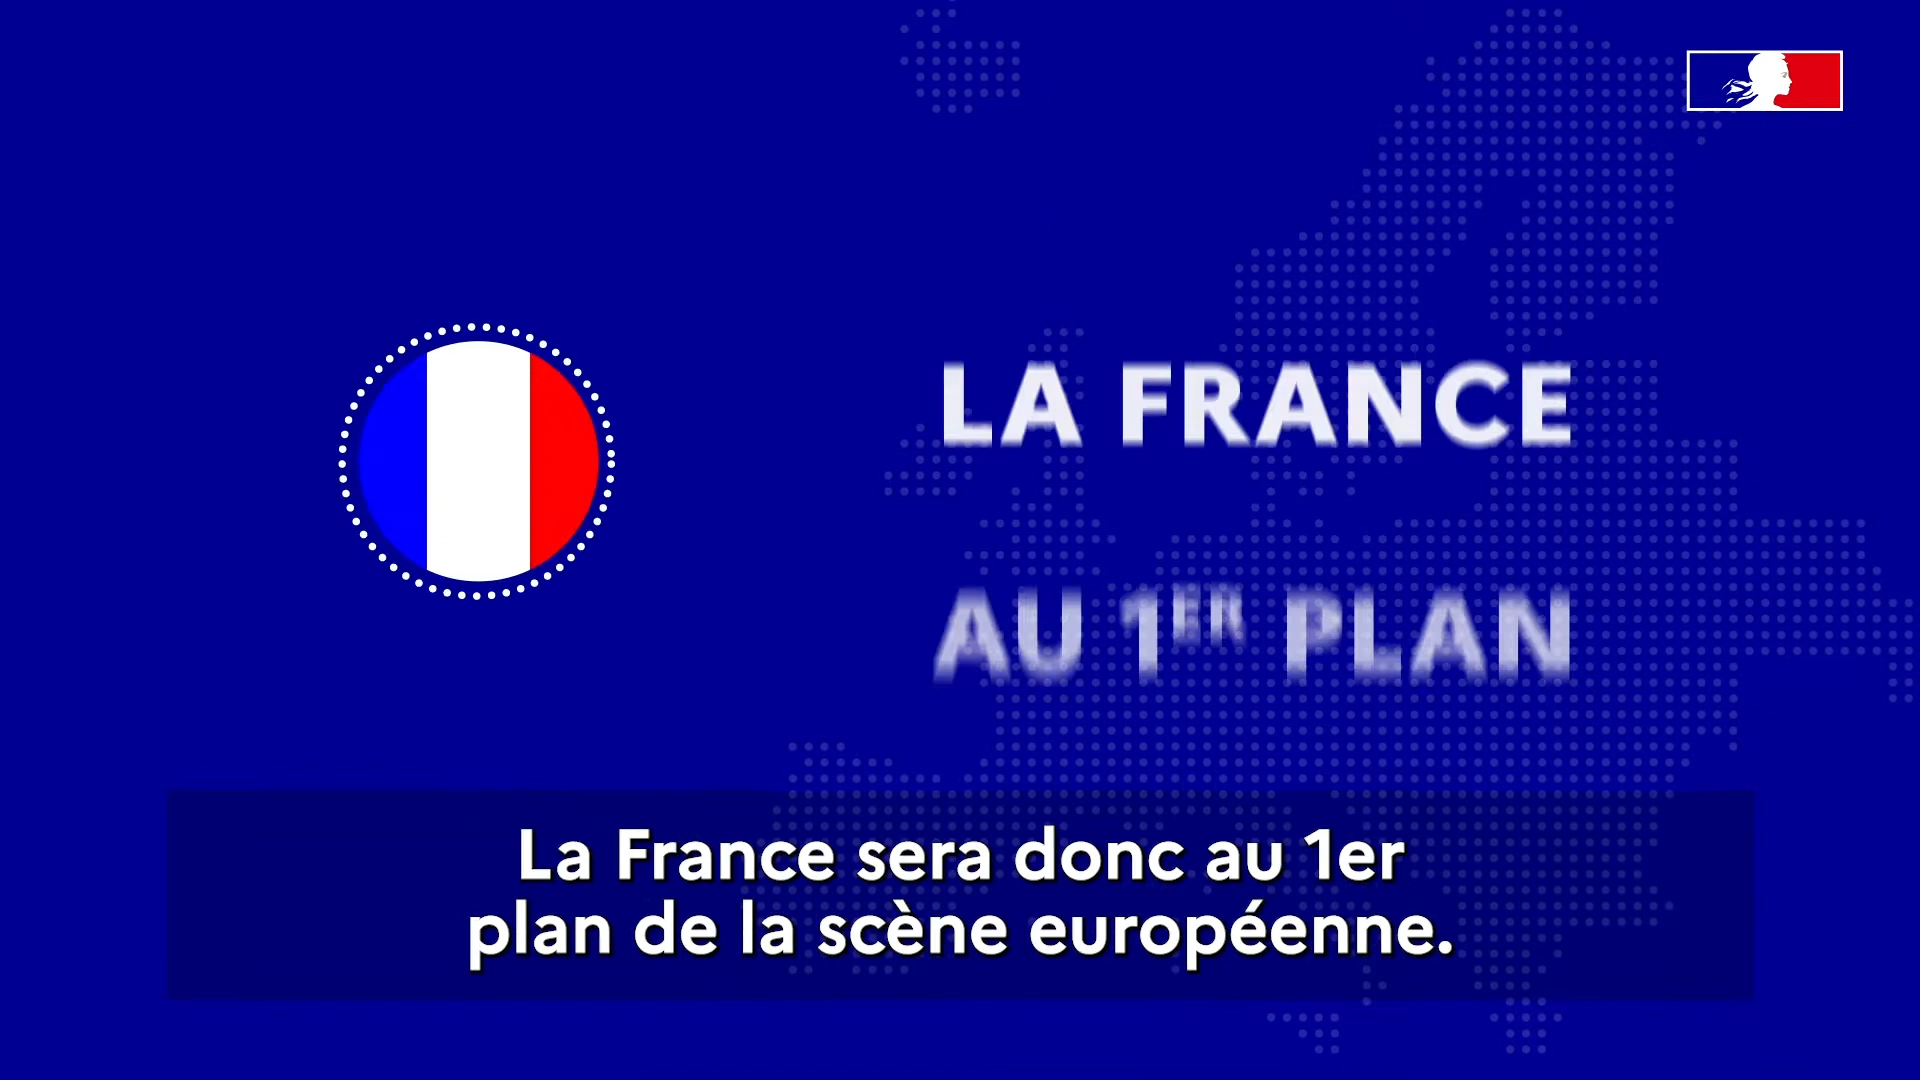 LA FRANCE
AU 1ER PLAN
La France sera donc au 1er
plan de la scène européenne.